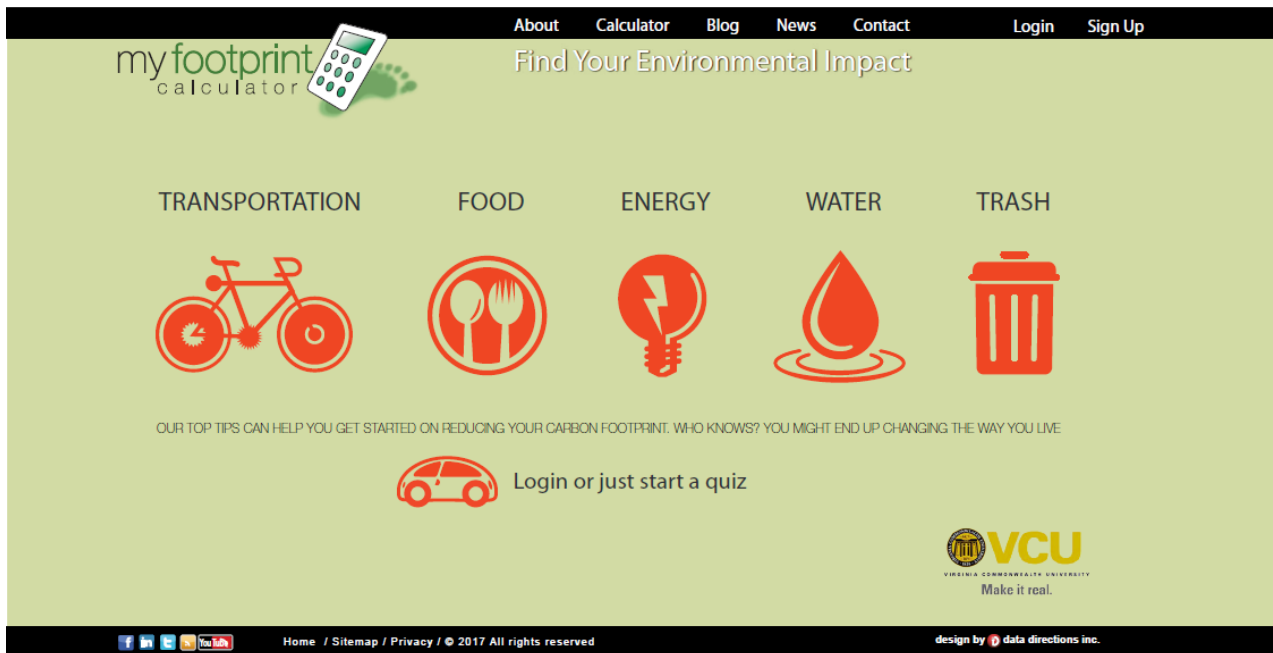 About Calculator Blog News Contact Login Sign Up
my footprint
calculator
Find Your Environmental Impact
TRANSPORTATION FOOD ENERGY WATER TRASH
OUR TOP TIPS CAN HELP YOU GET STARTED ON REDUCING YOUR CARBON FOOTPRINT. WHO KNOWS? YOU MIGHT END UP CHANGING THE WAY YOU LIVE
Login or just start a quiz
VCU
VIRGINIA COMMONWEALTH UNIVERSITY
Make it real.
YouTube Home / Sitemap / Privacy / © 2017 All rights reserved design by data directions inc.